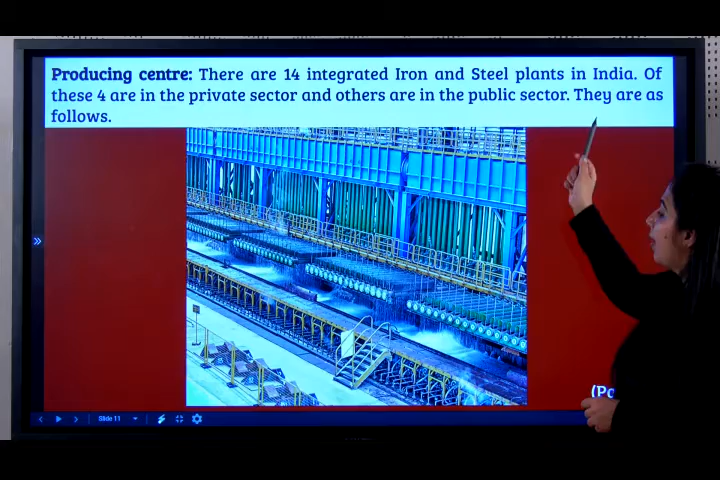 Producing centre: There are 14 integrated Iron and Steel plants in India. Of
these 4 are in the private sector and others are in the public sector. They are as
follows.
Slide 11